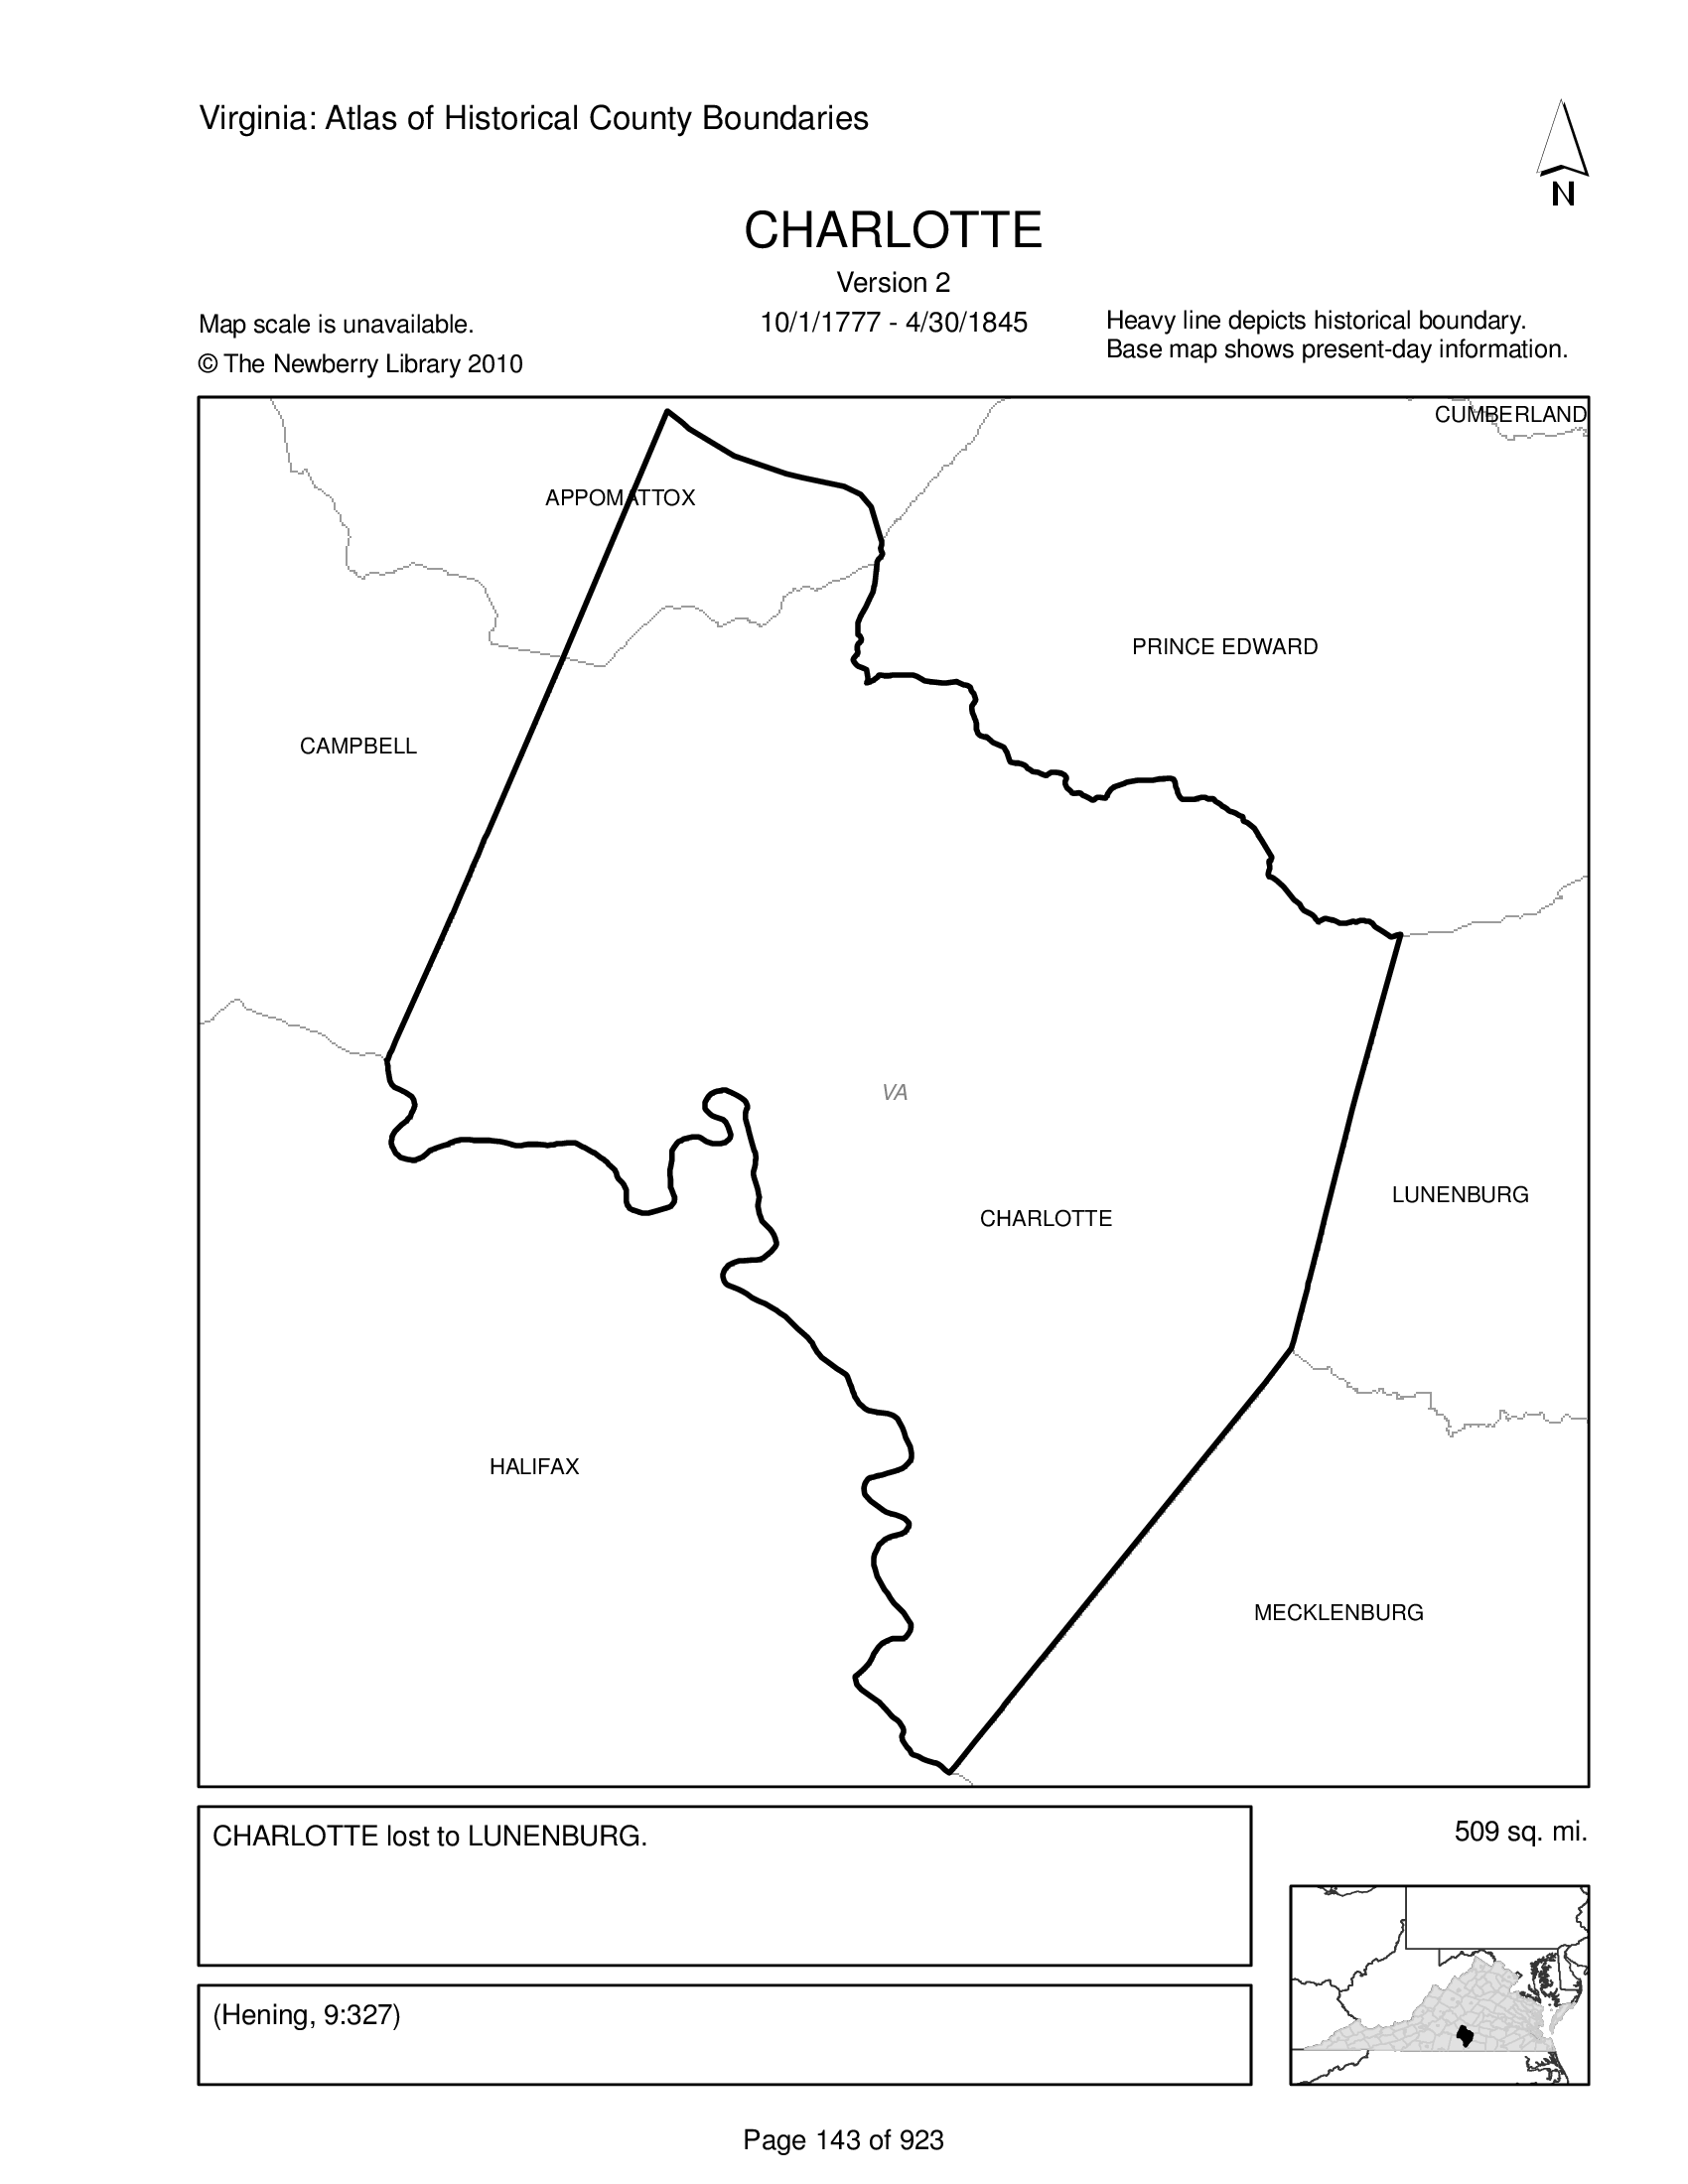 Virginia: Atlas of Historical County Boundaries
N
CHARLOTTE
Version 2
10/1/1777 - 4/30/1845
Map scale is unavailable.
© The Newberry Library 2010
Heavy line depicts historical boundary.
Base map shows present-day information.
CUMBERLAND
APPOMATTOX
PRINCE EDWARD
CAMPBELL
VA
LUNENBURG
CHARLOTTE
HALIFAX
MECKLENBURG
CHARLOTTE lost to LUNENBURG.
509 sq. mi.
(Hening, 9:327)
Page 143 of 923